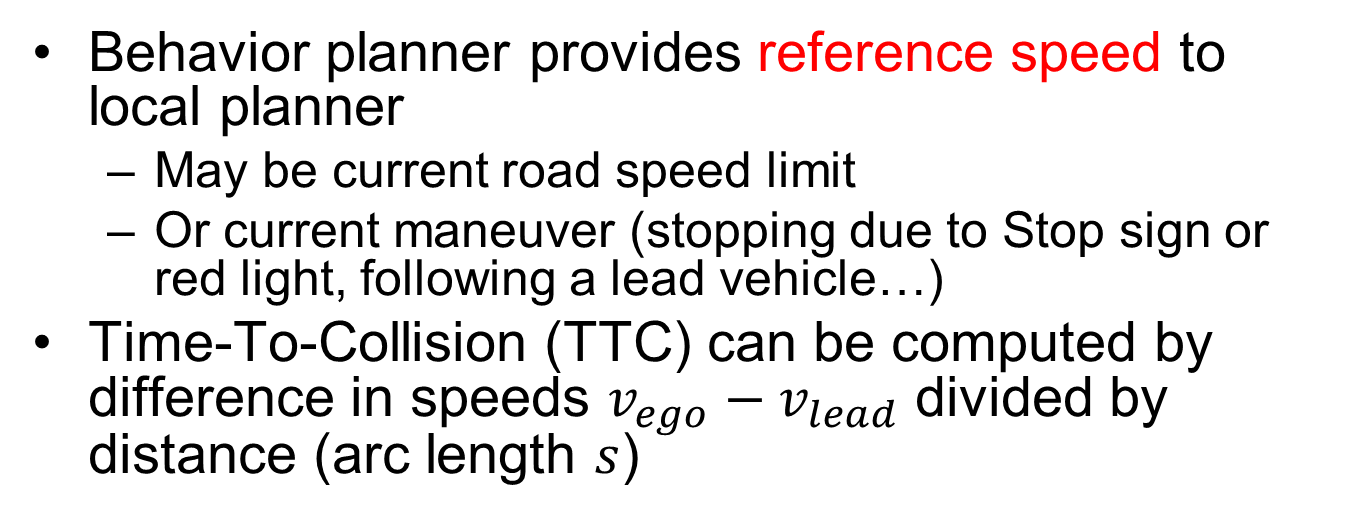 • Behavior planner provides reference speed to
local planner
– May be current road speed limit
– Or current maneuver (stopping due to Stop sign or
red light, following a lead vehicle…)
• Time-To-Collision (TTC) can be computed by
difference in speeds 𝑣𝑒𝑔𝑜 − 𝑣𝑙𝑒𝑎𝑑 divided by
distance (arc length 𝑠)